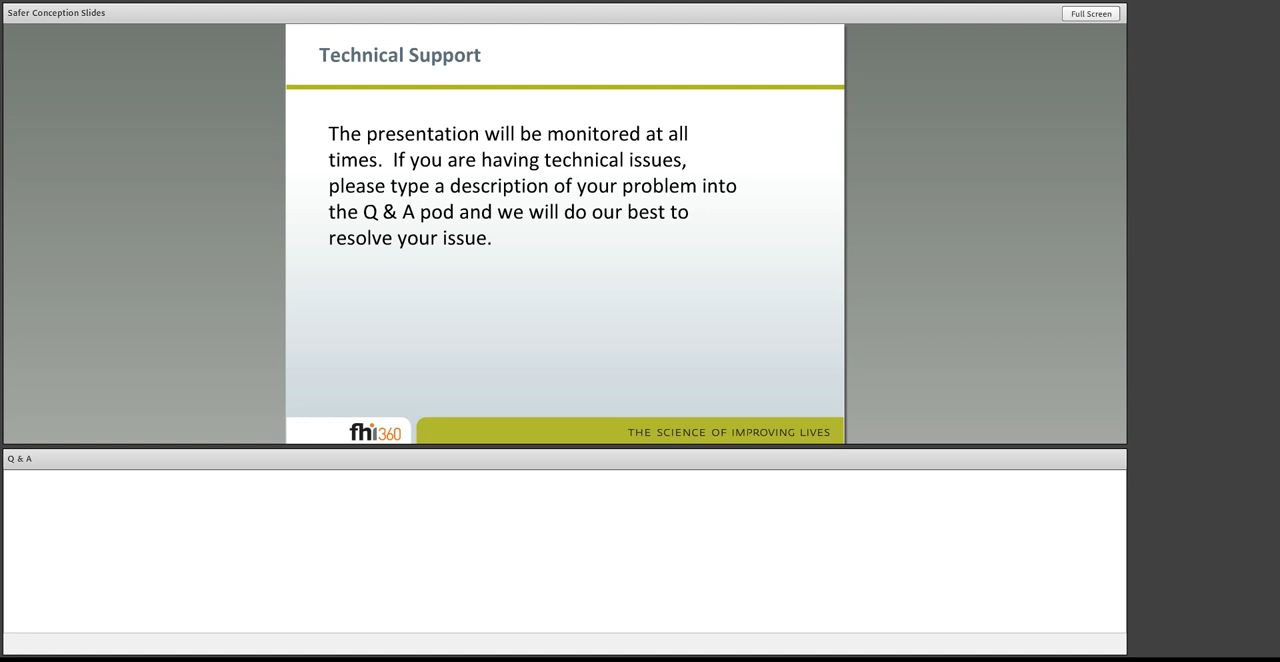 Safer Conception Slides
Full Screen
Technical Support
The presentation will be monitored at all
times.  If you are having technical issues,
please type a description of your problem into
the Q & A pod and we will do our best to
resolve your issue.
fhi360
THE SCIENCE OF IMPROVING LIVES
Q & A